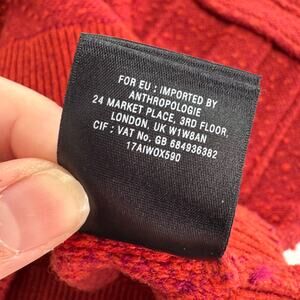 FOR EU : IMPORTED BY
ANTHROPOLOGIE
24 MARKET PLACE, 3RD FLOOR,
LONDON, UK W1W8AN
CIF : VAT No. GB 684936382
17AIWOX590